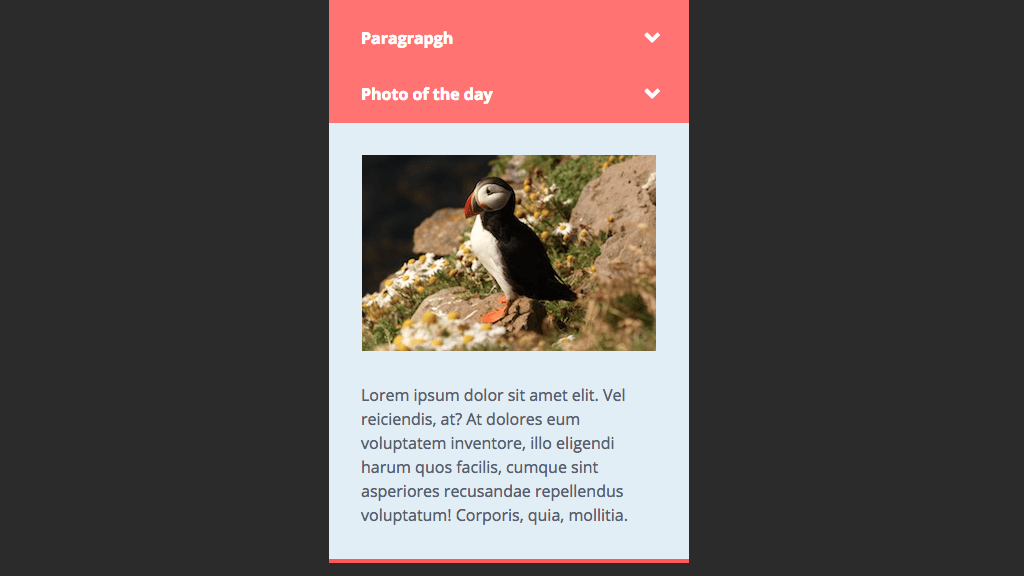 Paragrapgh
Photo of the day
Lorem ipsum dolor sit amet elit. Vel
reiciendis, at? At dolores eum
voluptatem inventore, illo eligendi
harum quos facilis, cumque sint
asperiores recusandae repellendus
voluptatum! Corporis, quia, mollitia.